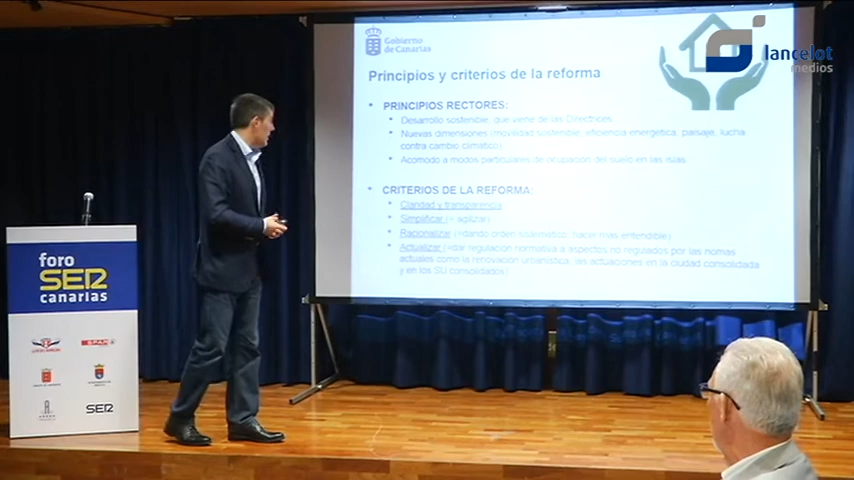 Gobierno
de Canarias
lancelot
medios
Principios y criterios de la reforma
• PRINCIPIOS RECTORES:
• Desarrollo sostenible, que viene de las Directrices.
• Nuevas dimensiones (movilidad sostenible, eficiencia energética, paisaje, lucha
contra cambio climático)
• Acomodo a modos particulares de ocupación del suelo en las islas.
• CRITERIOS DE LA REFORMA:
• Claridad y transparencia
• Simplificar (= agilizar)
• Racionalizar (=dando orden sistemático; hacer más entendible)
• Actualizar (=dar regulación normativa a aspectos no regulados por las normas
actuales como la renovación urbanística, las actuaciones en la ciudad consolidada
y en los SU consolidados)
foro
SER
canarias
SPAR
SER